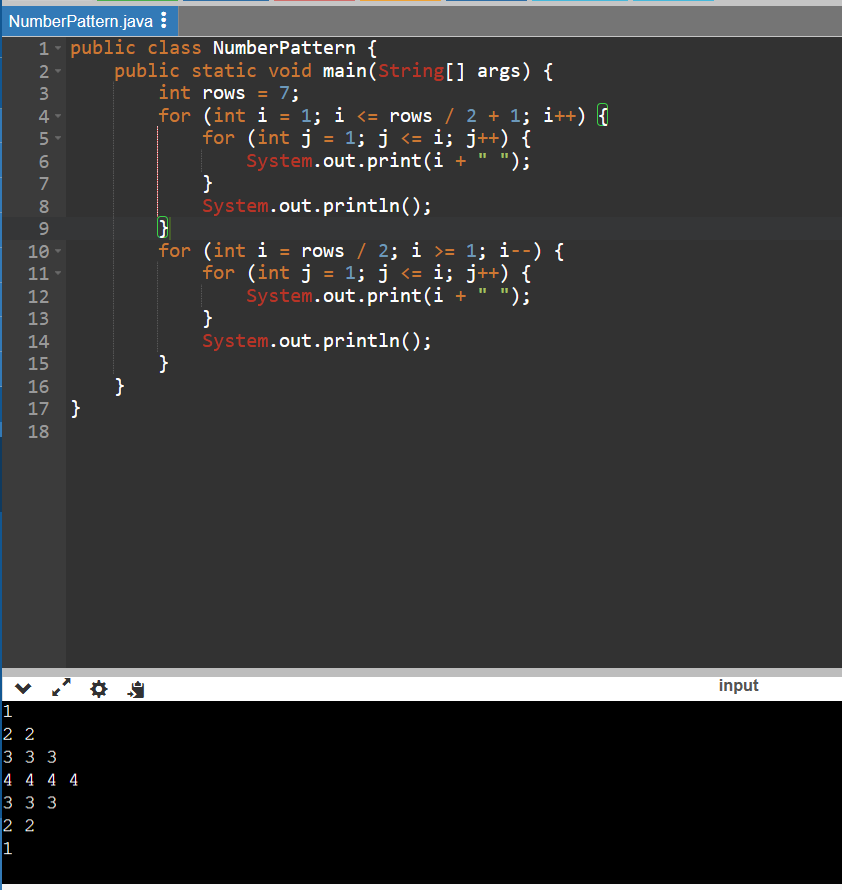 NumberPattern.java
1 public class NumberPattern {
2     public static void main(String[] args) {
3         int rows = 7;
4         for (int i = 1; i <= rows / 2 + 1; i++) {
5             for (int j = 1; j <= i; j++) {
6                 System.out.print(i + " ");
7             }
8             System.out.println();
9         }
10         for (int i = rows / 2; i >= 1; i--) {
11             for (int j = 1; j <= i; j++) {
12                 System.out.print(i + " ");
13             }
14             System.out.println();
15         }
16     }
17 }
18
input
1
2 2
3 3 3
4 4 4 4
3 3 3
2 2
1